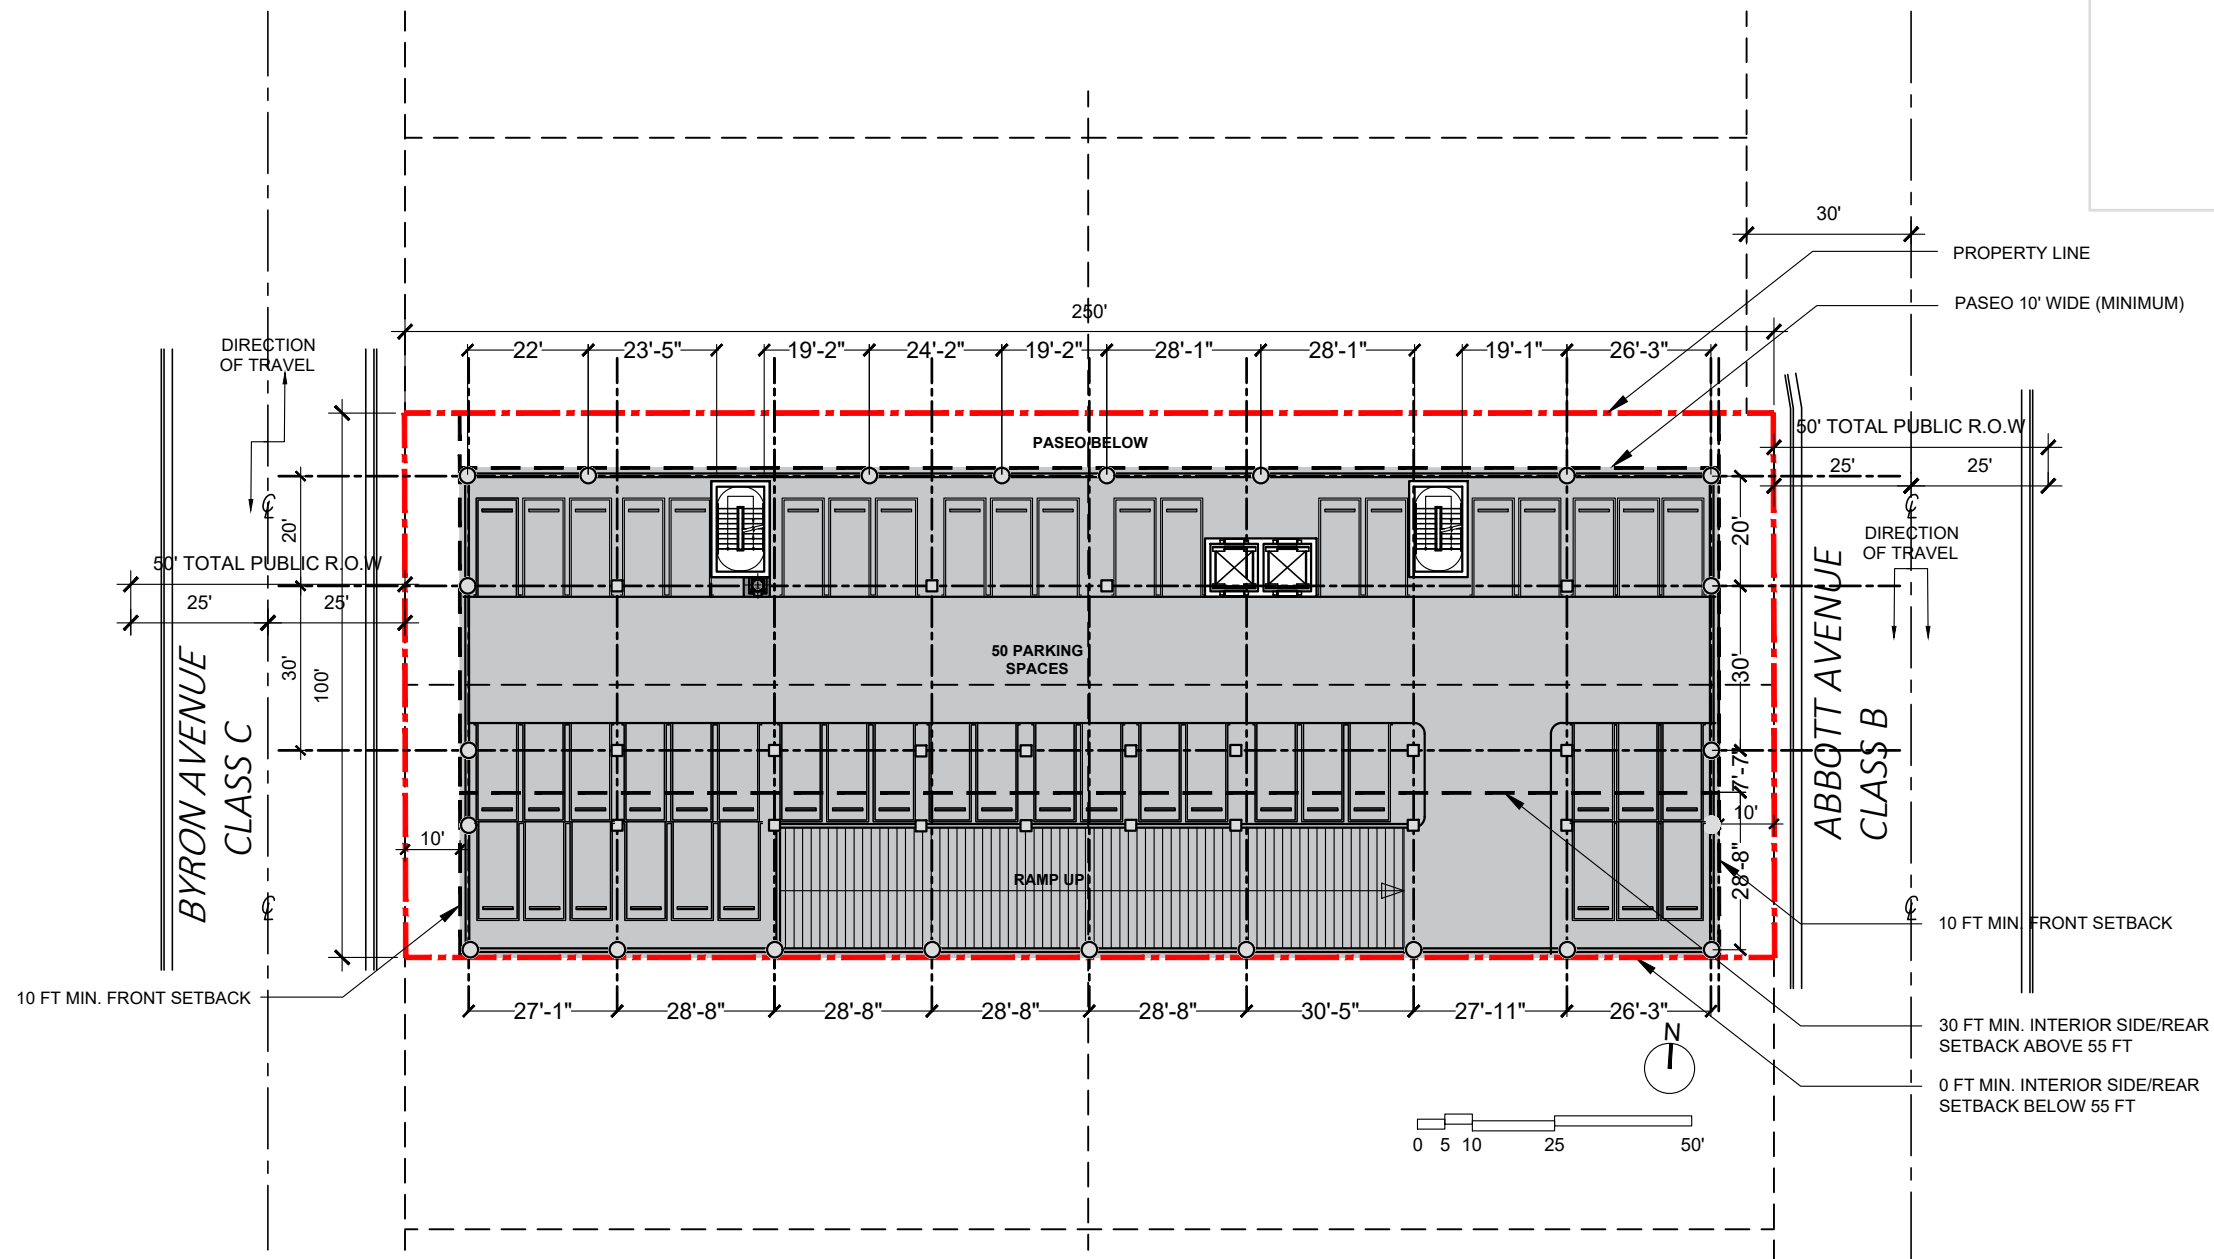 30'
PROPERTY LINE
PASEO 10' WIDE (MINIMUM)
250'
DIRECTION
OF TRAVEL
22'
23'-5"
19'-2"
24'-2"
19'-2"
28'-1"
28'-1"
19'-1"
26'-3"
PASEO BELOW
50' TOTAL PUBLIC R.O.W
25'
25'
℄
℄
20'
20'
DIRECTION
OF TRAVEL
50' TOTAL PUBLIC R.O.W
25'
25'
50 PARKING
SPACES
30'
100'
30'
BYRON AVENUE
CLASS C
ABBOTT AVENUE
CLASS B
7'-7"
10'
10'
28'-8"
RAMP UP
℄
℄
10 FT MIN. FRONT SETBACK
10 FT MIN. FRONT SETBACK
27'-1"
28'-8"
28'-8"
28'-8"
28'-8"
30'-5"
27'-11"
26'-3"
N
30 FT MIN. INTERIOR SIDE/REAR
SETBACK ABOVE 55 FT
0 FT MIN. INTERIOR SIDE/REAR
SETBACK BELOW 55 FT
0 5 10 25 50'